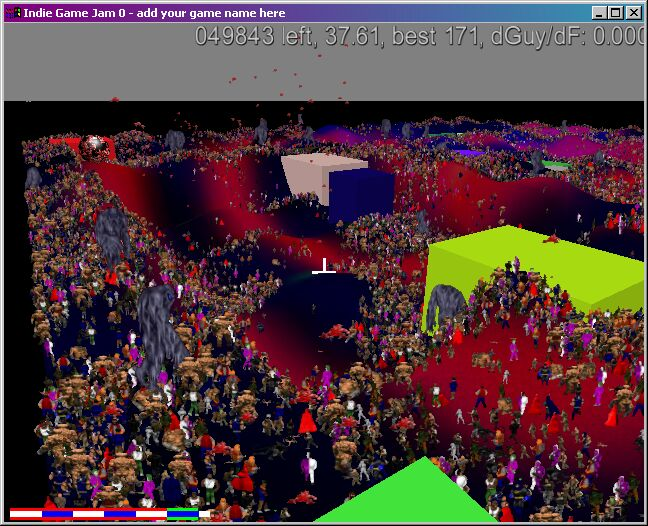 Indie Game Jam 0 - add your game name here
049843 left, 37.61, best 171, dGuy/dF: 0.000